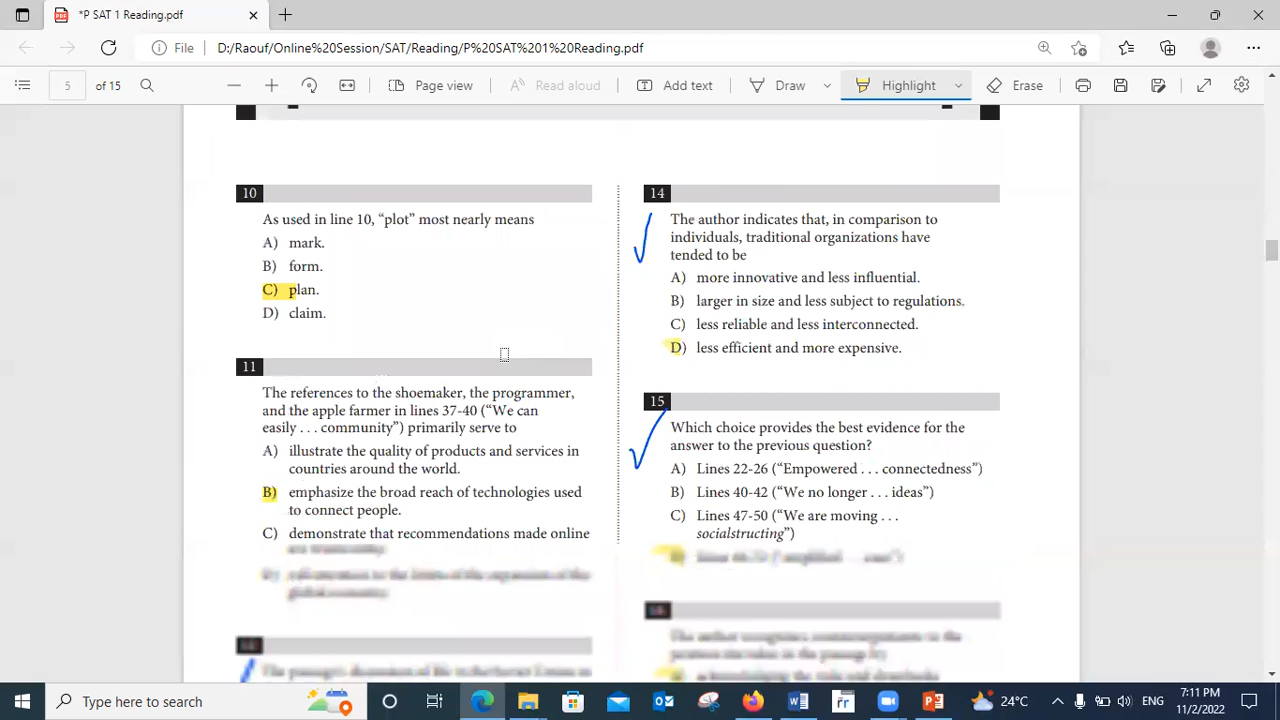 *P SAT 1 Reading.pdf
File
D:/Raouf/Online%20Session/SAT/Reading/P%20SAT%201%20Reading.pdf
5 of 15
Page view
Read aloud
Add text
Draw
Highlight
Erase
10
As used in line 10, “plot” most nearly means
A) mark.
B) form.
C) plan.
D) claim.
11
The references to the shoemaker, the programmer,
and the apple farmer in lines 37-40 (“We can
easily . . . community”) primarily serve to
A) illustrate the quality of products and services in
countries around the world.
B) emphasize the broad reach of technologies used
to connect people.
C) demonstrate that recommendations made online
14
The author indicates that, in comparison to
individuals, traditional organizations have
tended to be
A) more innovative and less influential.
B) larger in size and less subject to regulations.
C) less reliable and less interconnected.
D) less efficient and more expensive.
15
Which choice provides the best evidence for the
answer to the previous question?
A) Lines 22-26 (“Empowered . . . connectedness”)
B) Lines 40-42 (“We no longer . . . ideas”)
C) Lines 47-50 (“We are moving . . .
socialstructing”)
Type here to search
24°C
ENG
7:11 PM
11/2/2022